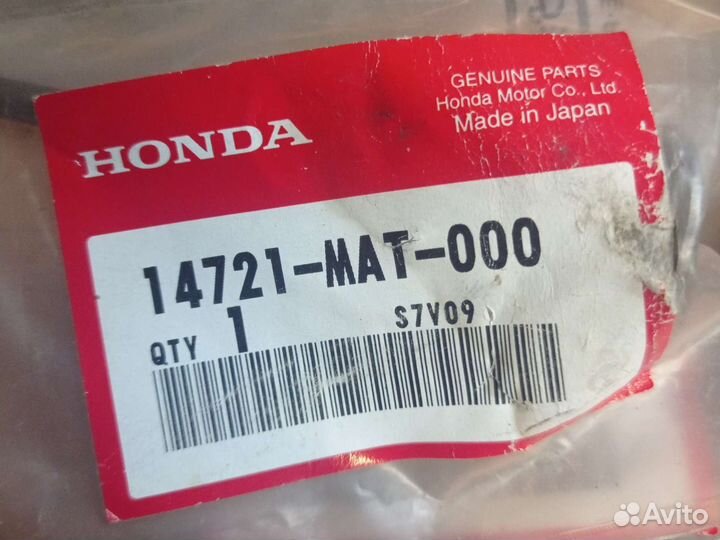 HONDA
GENUINE PARTS
Honda Motor Co., Ltd.
Made in Japan
14721-MAT-000
QTY 1 S7V09
Avito